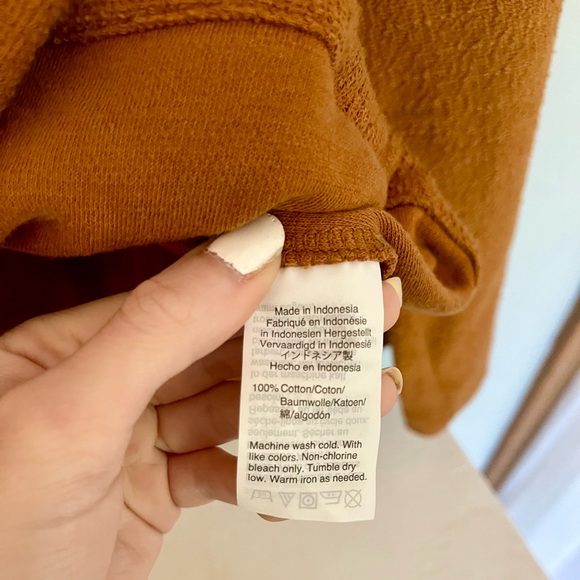 Made in Indonesia
Fabriqué en Indonésie
in Indonesien Hergestellt
Vervaardigd in Indonesië
インドネシア製
Hecho en Indonesia
100% Cotton/Coton/
Baumwolle/Katoen/
綿/algodón
Machine wash cold. With
like colors. Non-chlorine
bleach only. Tumble dry
low. Warm iron as needed.